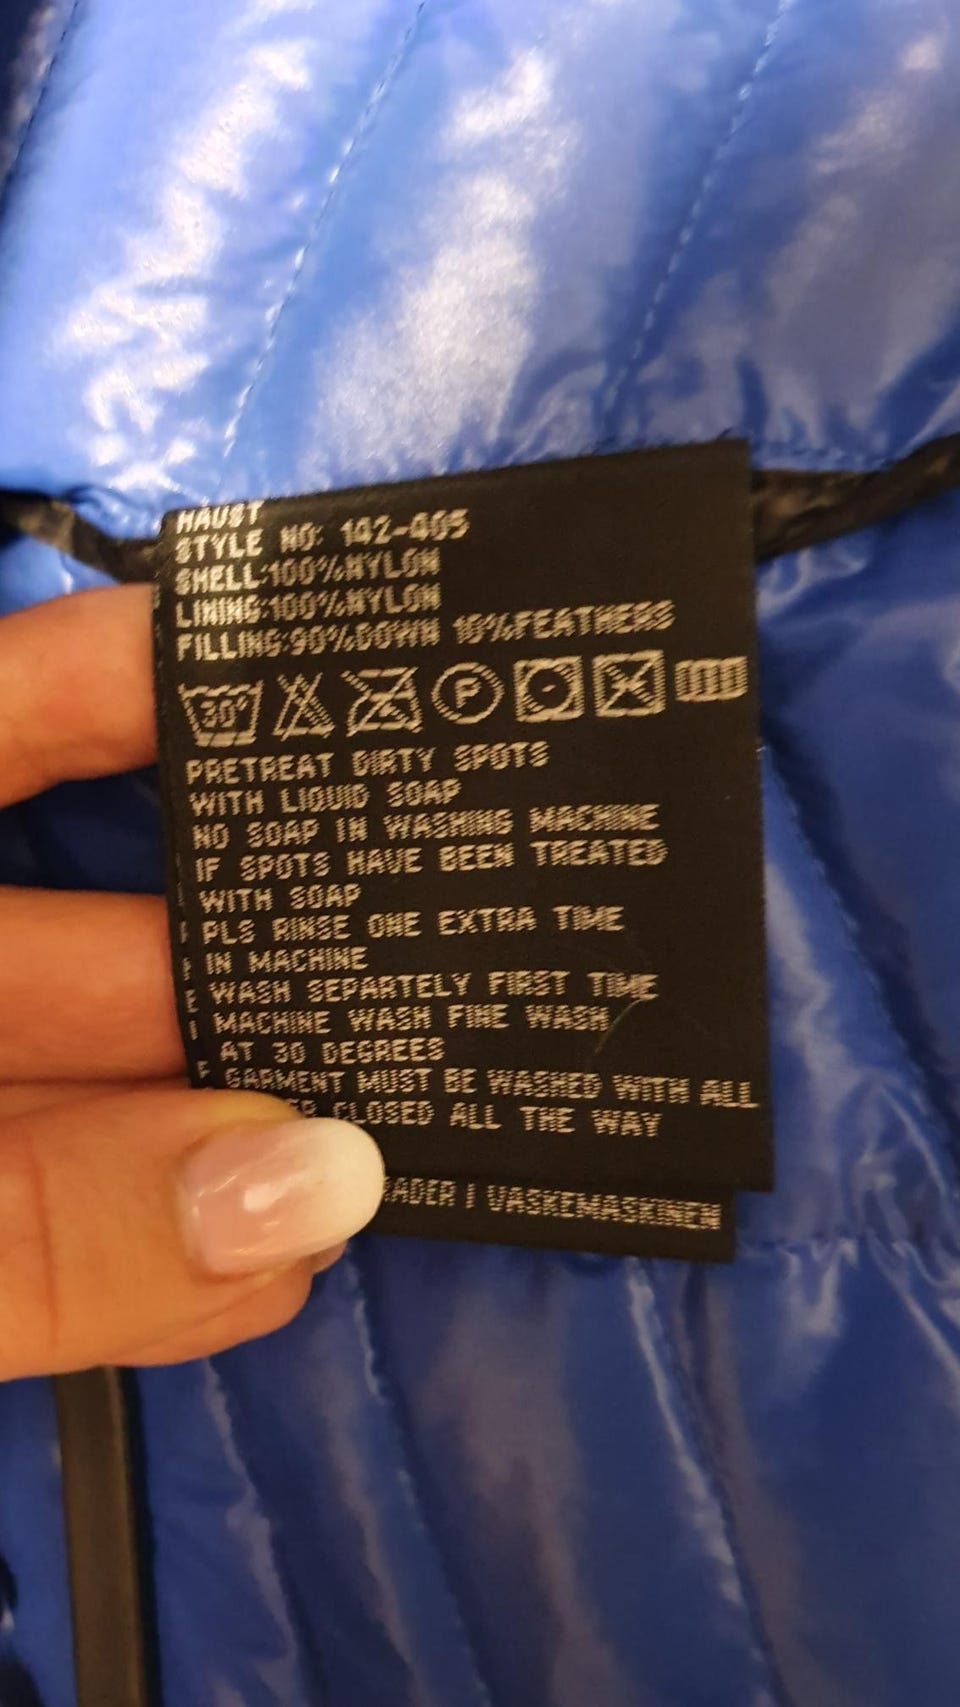 HAUST
STYLE NO: 142-405
SHELL:100%NYLON
LINING:100%NYLON
FILLING:90%DOWN 10%FEATHERS
30° P
PRETREAT DIRTY SPOTS
WITH LIQUID SOAP
NO SOAP IN WASHING MACHINE
IF SPOTS HAVE BEEN TREATED
WITH SOAP
PLS RINSE ONE EXTRA TIME
IN MACHINE
WASH SEPARTELY FIRST TIME
MACHINE WASH FINE WASH
AT 30 DEGREES
GARMENT MUST BE WASHED WITH ALL
CLOSED ALL THE WAY
I VASKEMASKINEN